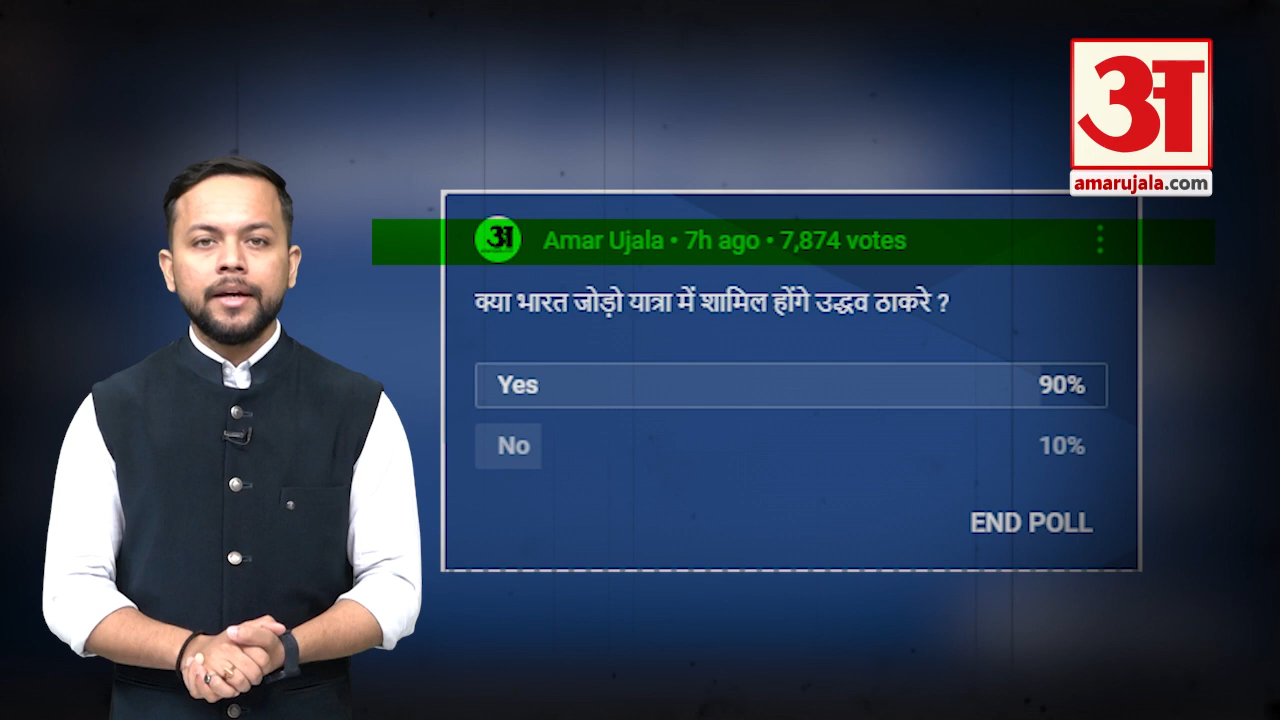 अ
amarujala.com
अ Amar Ujala • 7h ago • 7,874 votes
क्या भारत जोड़ो यात्रा में शामिल होंगे उद्धव ठाकरे ?
Yes 90%
No 10%
END POLL